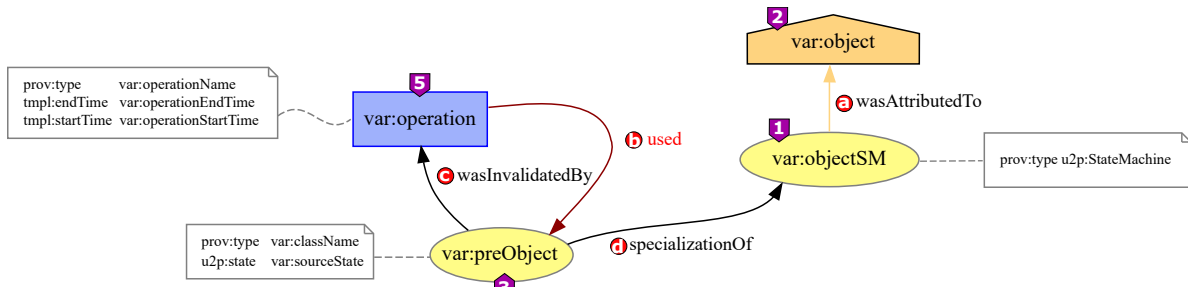 2
var:object
prov:type var:operationName
tmpl:endTime var:operationEndTime
tmpl:startTime var:operationStartTime
5
var:operation
a wasAttributedTo
b used
1
var:objectSM
prov:type u2p:StateMachine
c wasInvalidatedBy
prov:type var:className
u2p:state var:sourceState
var:preObject
d specializationOf